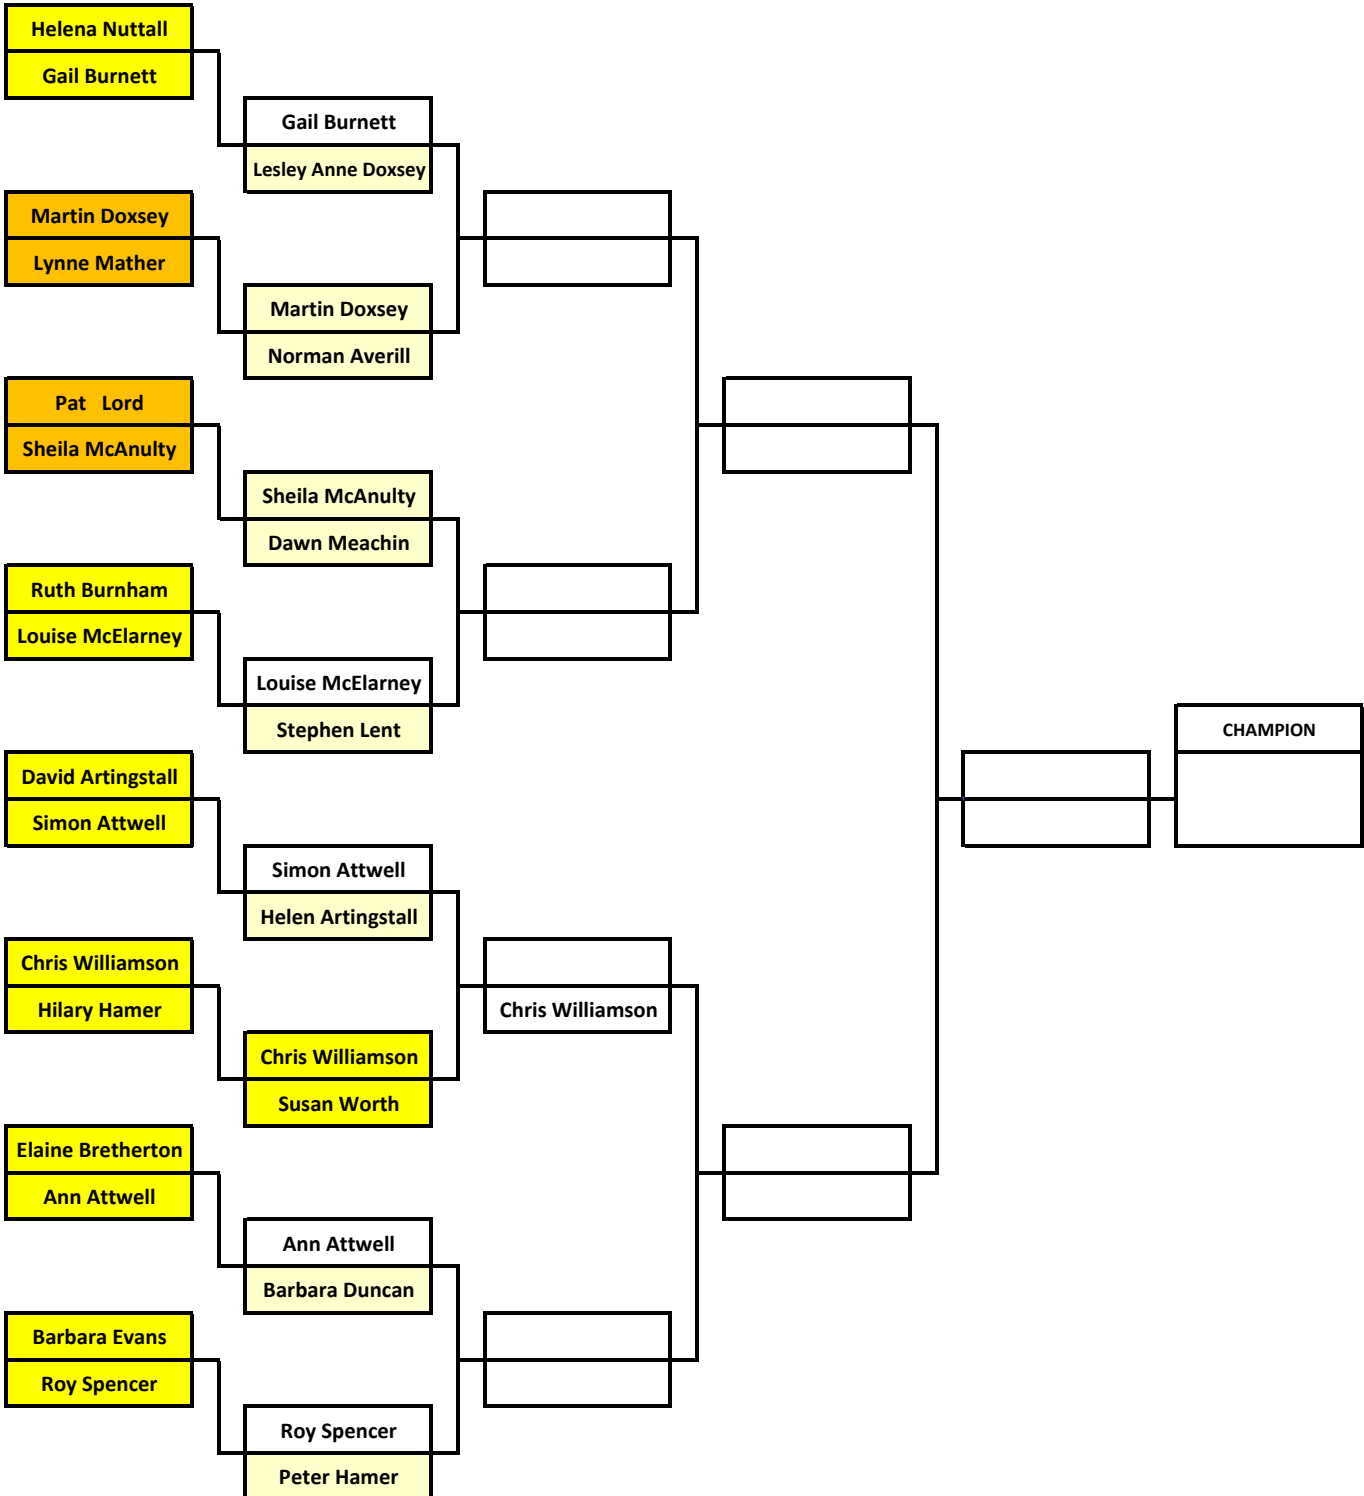 Helena Nuttall
Gail Burnett
Gail Burnett
Lesley Anne Doxsey
Martin Doxsey
Lynne Mather
Martin Doxsey
Norman Averill
Pat Lord
Sheila McAnulty
Sheila McAnulty
Dawn Meachin
Ruth Burnham
Louise McElarney
Louise McElarney
Stephen Lent
CHAMPION
David Artingstall
Simon Attwell
Simon Attwell
Helen Artingstall
Chris Williamson
Hilary Hamer
Chris Williamson
Chris Williamson
Susan Worth
Elaine Bretherton
Ann Attwell
Ann Attwell
Barbara Duncan
Barbara Evans
Roy Spencer
Roy Spencer
Peter Hamer